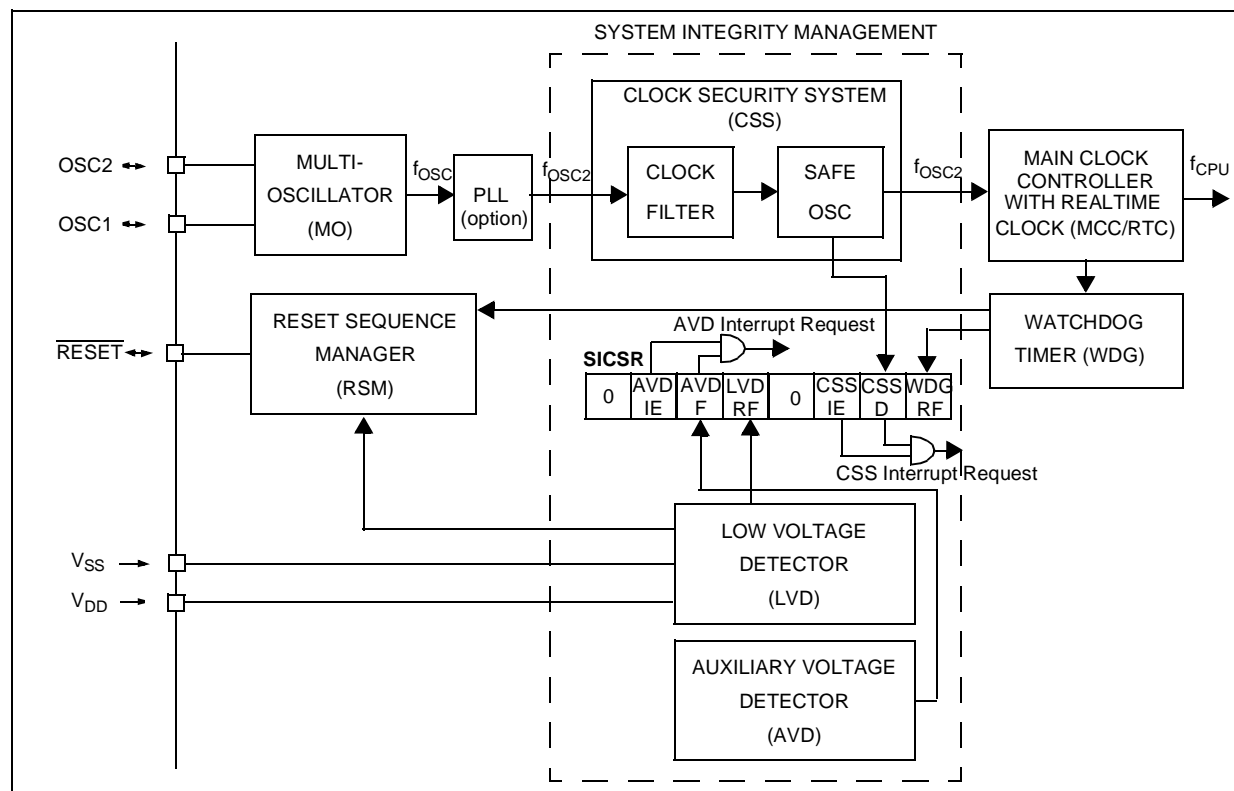 SYSTEM INTEGRITY MANAGEMENT
CLOCK SECURITY SYSTEM
(CSS)
OSC2
OSC1
MULTI-
OSCILLATOR
(MO)
fOSC
PLL
(option)
fOSC2
CLOCK
FILTER
SAFE
OSC
fOSC2
MAIN CLOCK
CONTROLLER
WITH REALTIME
CLOCK (MCC/RTC)
fCPU
RESET
RESET SEQUENCE
MANAGER
(RSM)
AVD Interrupt Request
WATCHDOG
TIMER (WDG)
SICSR
0
AVD
IE
AVD
F
LVD
RF
0
CSS
IE
CSS
D
WDG
RF
CSS Interrupt Request
VSS
VDD
LOW VOLTAGE
DETECTOR
(LVD)
AUXILIARY VOLTAGE
DETECTOR
(AVD)